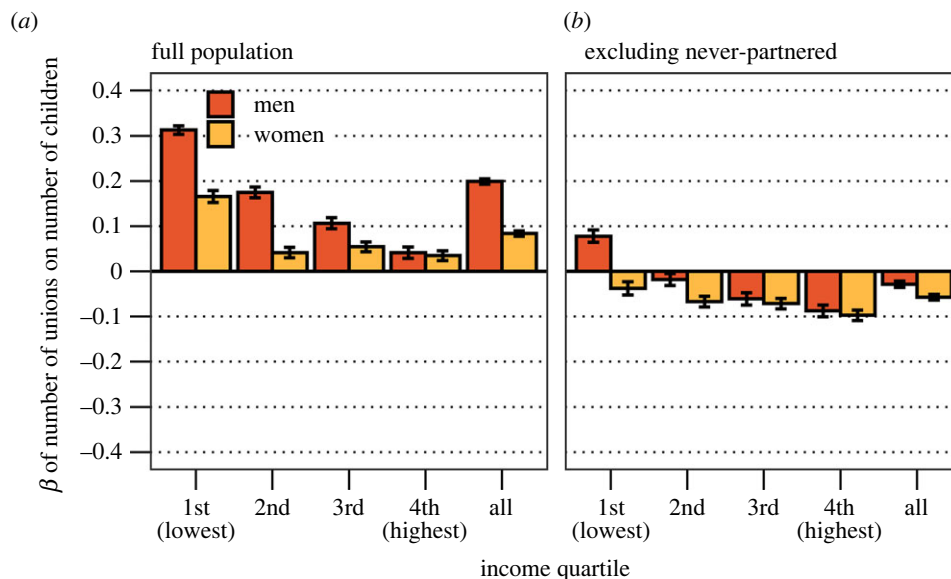 (a)
(b)
full population
excluding never-partnered
men
women
β of number of unions on number of children
0.4
0.3
0.2
0.1
0
–0.1
–0.2
–0.3
–0.4
1st
(lowest)
2nd
3rd
4th
(highest)
all
1st
(lowest)
2nd
3rd
4th
(highest)
all
income quartile